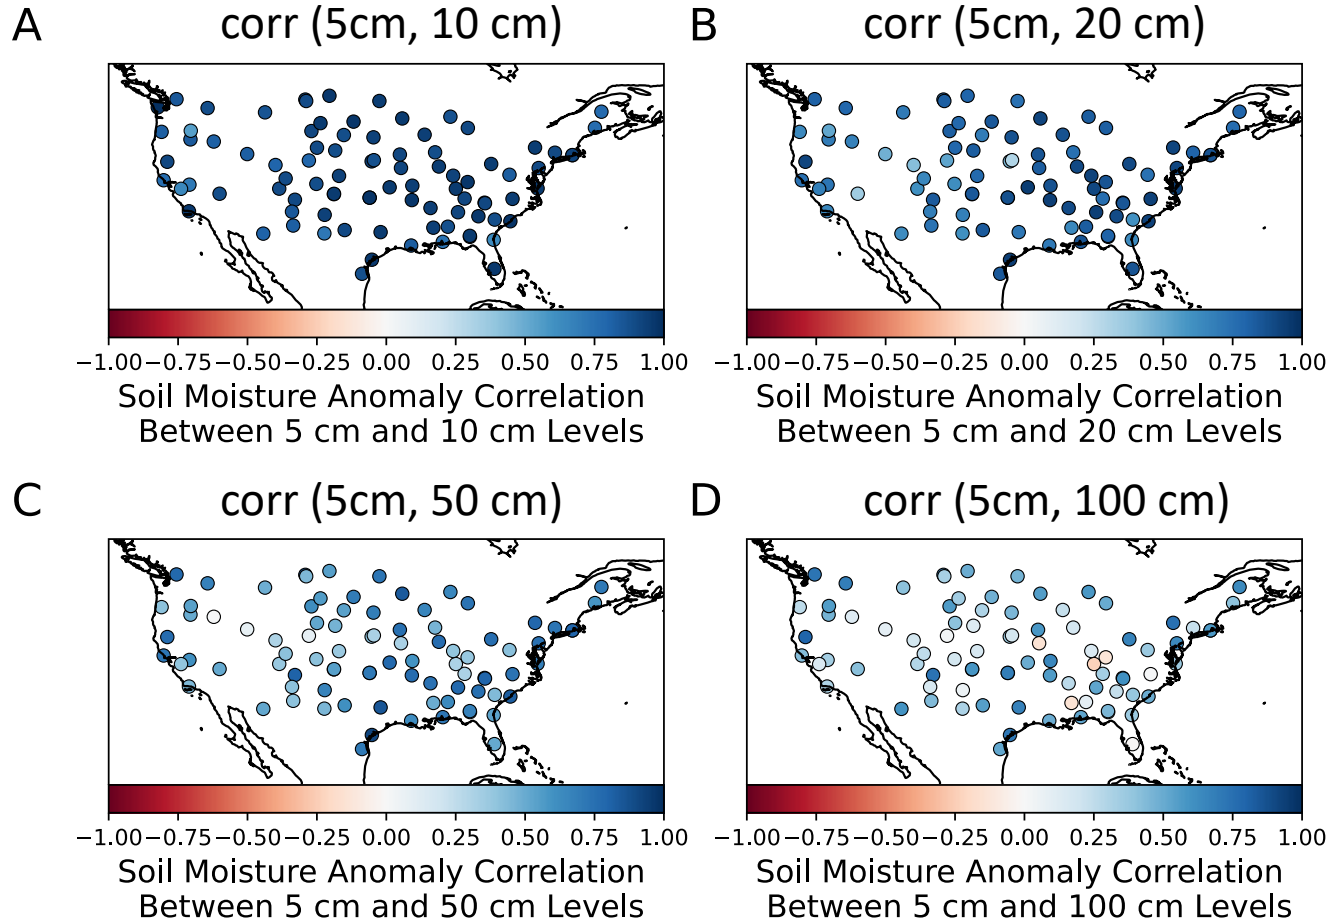 A
corr (5cm, 10 cm)
−1.00 −0.75 −0.50 −0.25 0.00 0.25 0.50 0.75 1.00
Soil Moisture Anomaly Correlation
Between 5 cm and 10 cm Levels
B
corr (5cm, 20 cm)
−1.00 −0.75 −0.50 −0.25 0.00 0.25 0.50 0.75 1.00
Soil Moisture Anomaly Correlation
Between 5 cm and 20 cm Levels
C
corr (5cm, 50 cm)
−1.00 −0.75 −0.50 −0.25 0.00 0.25 0.50 0.75 1.00
Soil Moisture Anomaly Correlation
Between 5 cm and 50 cm Levels
D
corr (5cm, 100 cm)
−1.00 −0.75 −0.50 −0.25 0.00 0.25 0.50 0.75 1.00
Soil Moisture Anomaly Correlation
Between 5 cm and 100 cm Levels